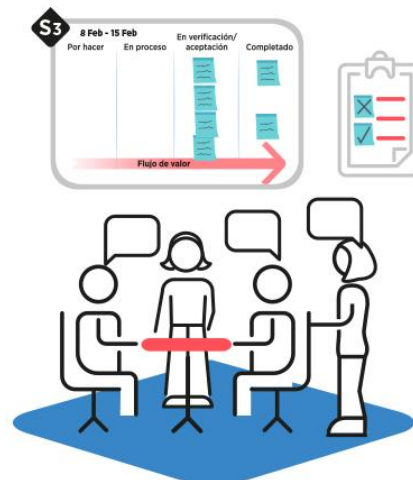 S3
8 Feb - 15 Feb
Por hacer
En proceso
En verificación/
aceptación
Completado
Flujo de valor